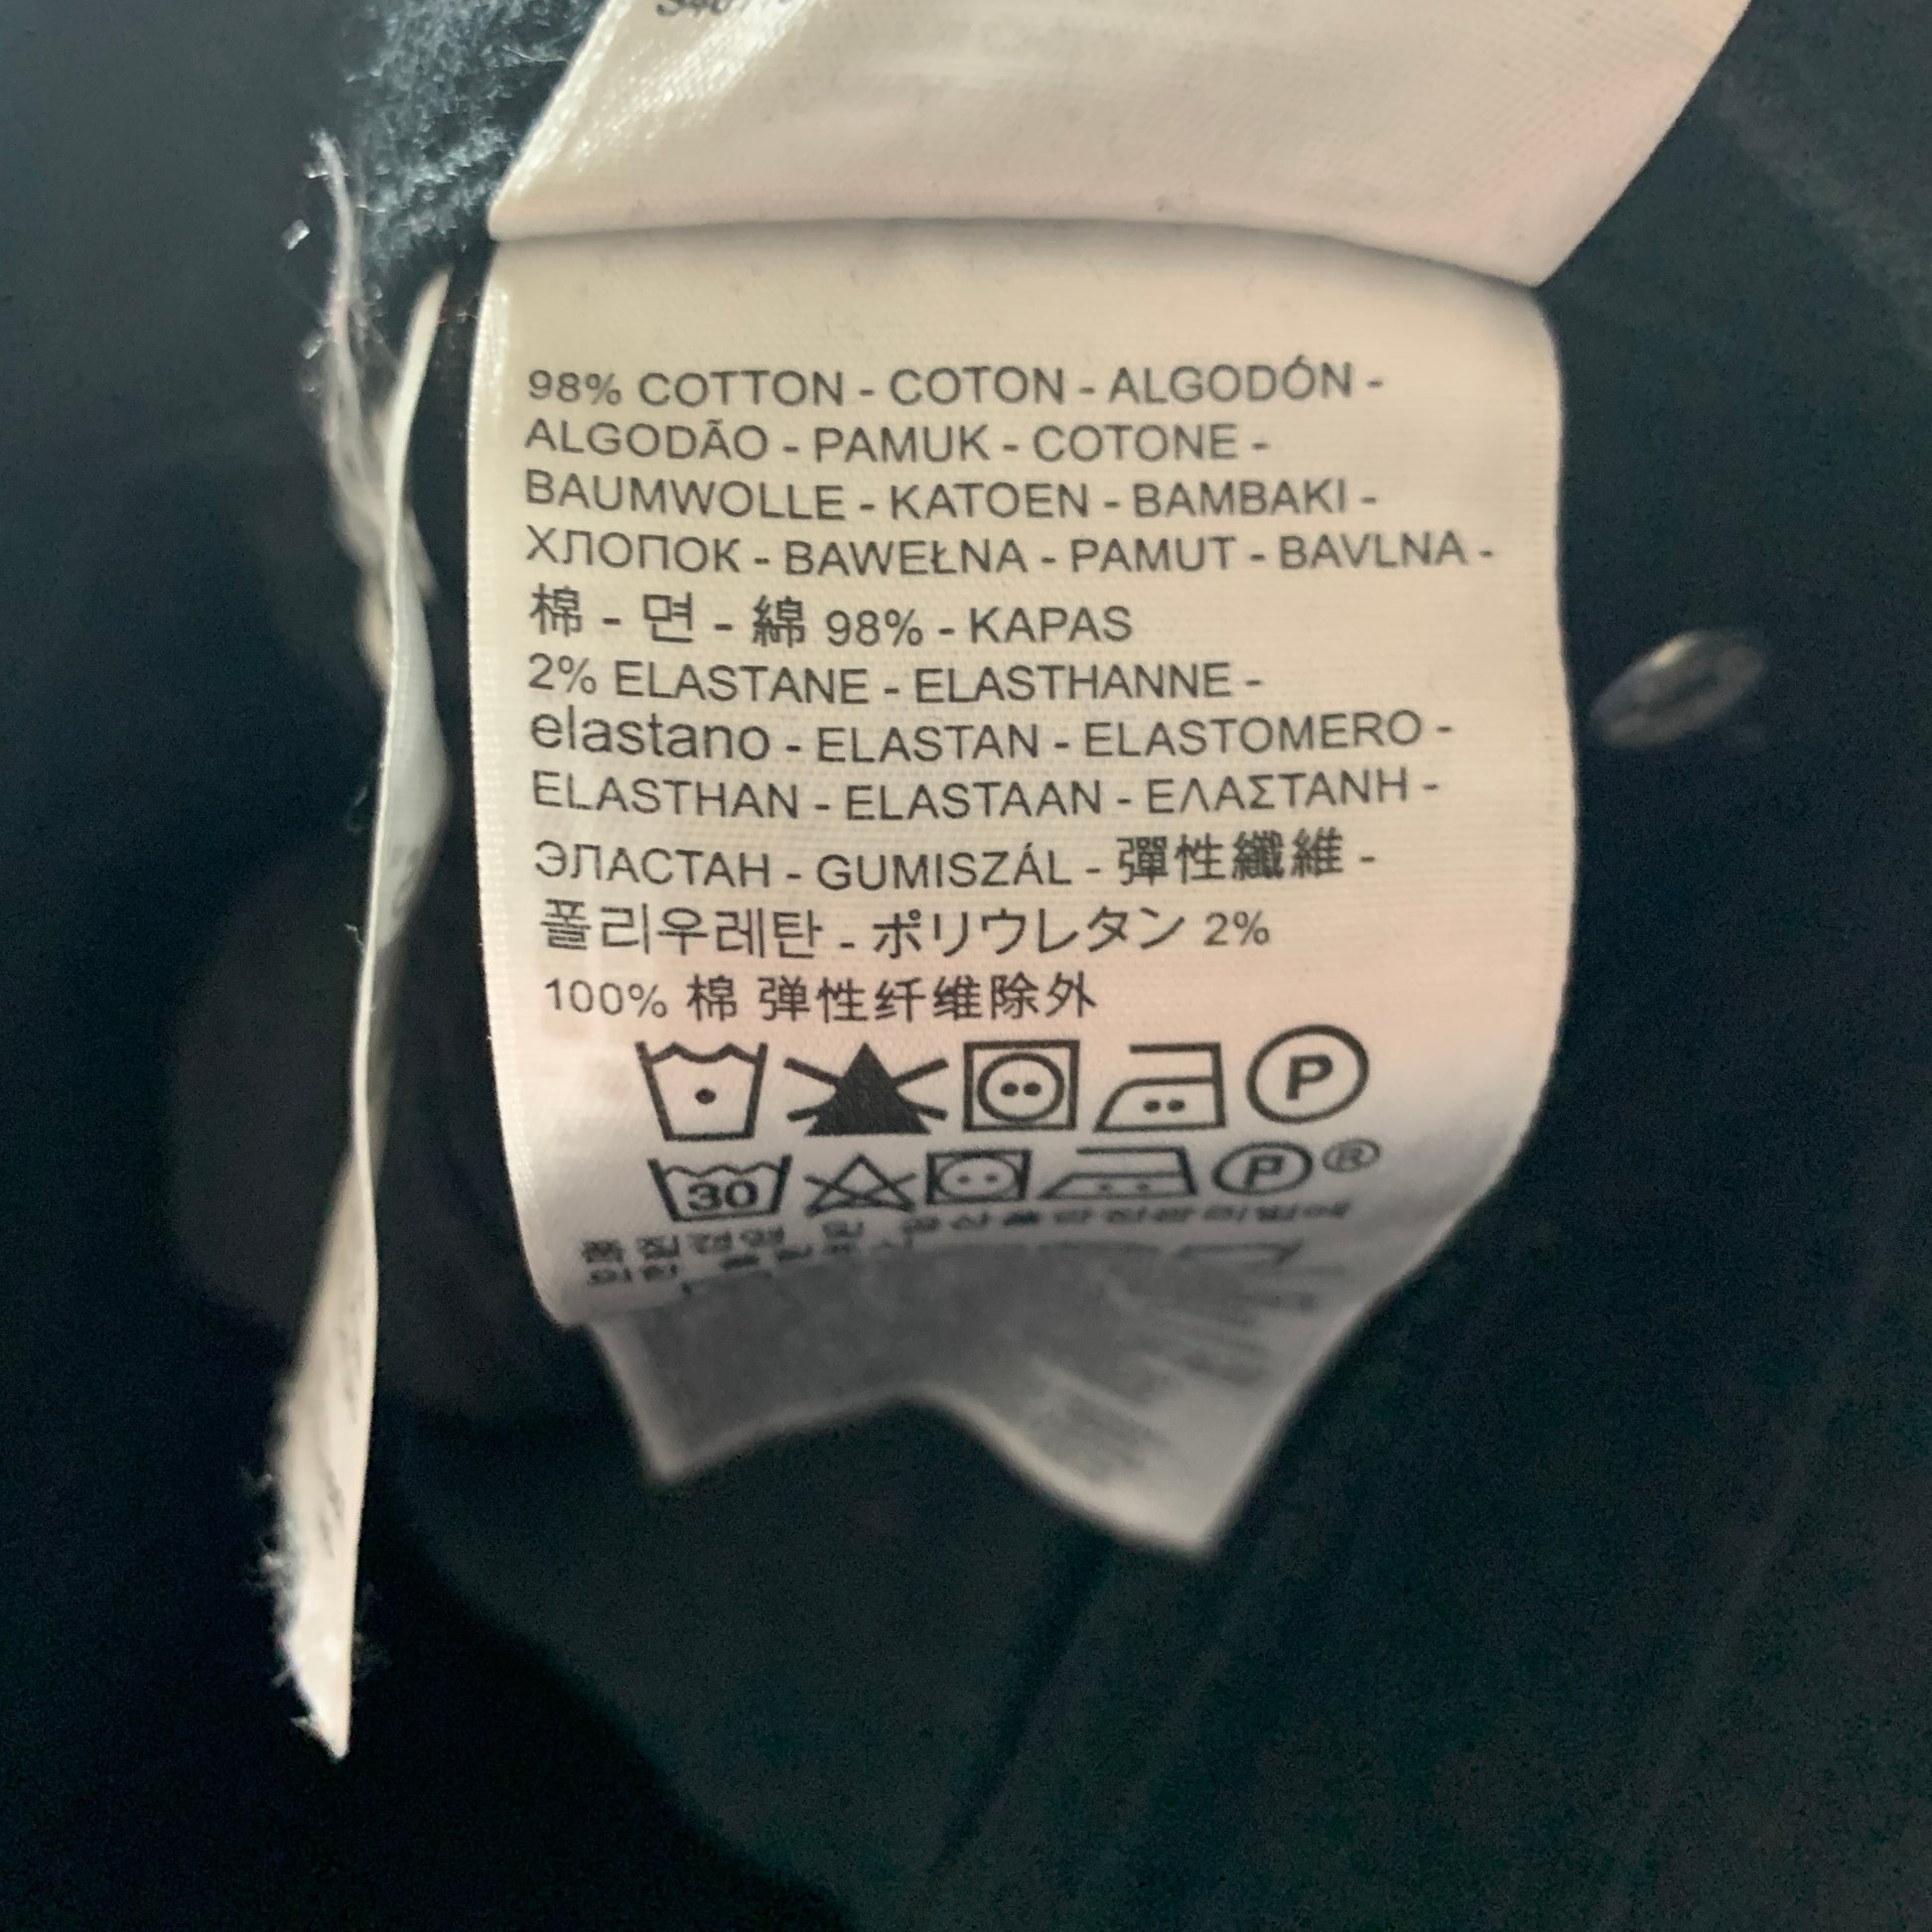 98% COTTON - COTON - ALGODÓN -
ALGODÃO - PAMUK - COTONE -
BAUMWOLLE - KATOEN - BAMBAKI -
ХЛОПОК - BAWEŁNA - PAMUT - BAVLNA -
棉 - 면 - 綿 98% - KAPAS
2% ELASTANE - ELASTHANNE -
elastano - ELASTAN - ELASTOMERO -
ELASTHAN - ELASTAAN - ΕΛΑΣΤΑΝΗ -
ЭЛАСТАН - GUMISZÁL - 彈性纖維 -
폴리우레탄 - ポリウレタン 2%
100% 棉 弹性纤维除外
P
30 P ®